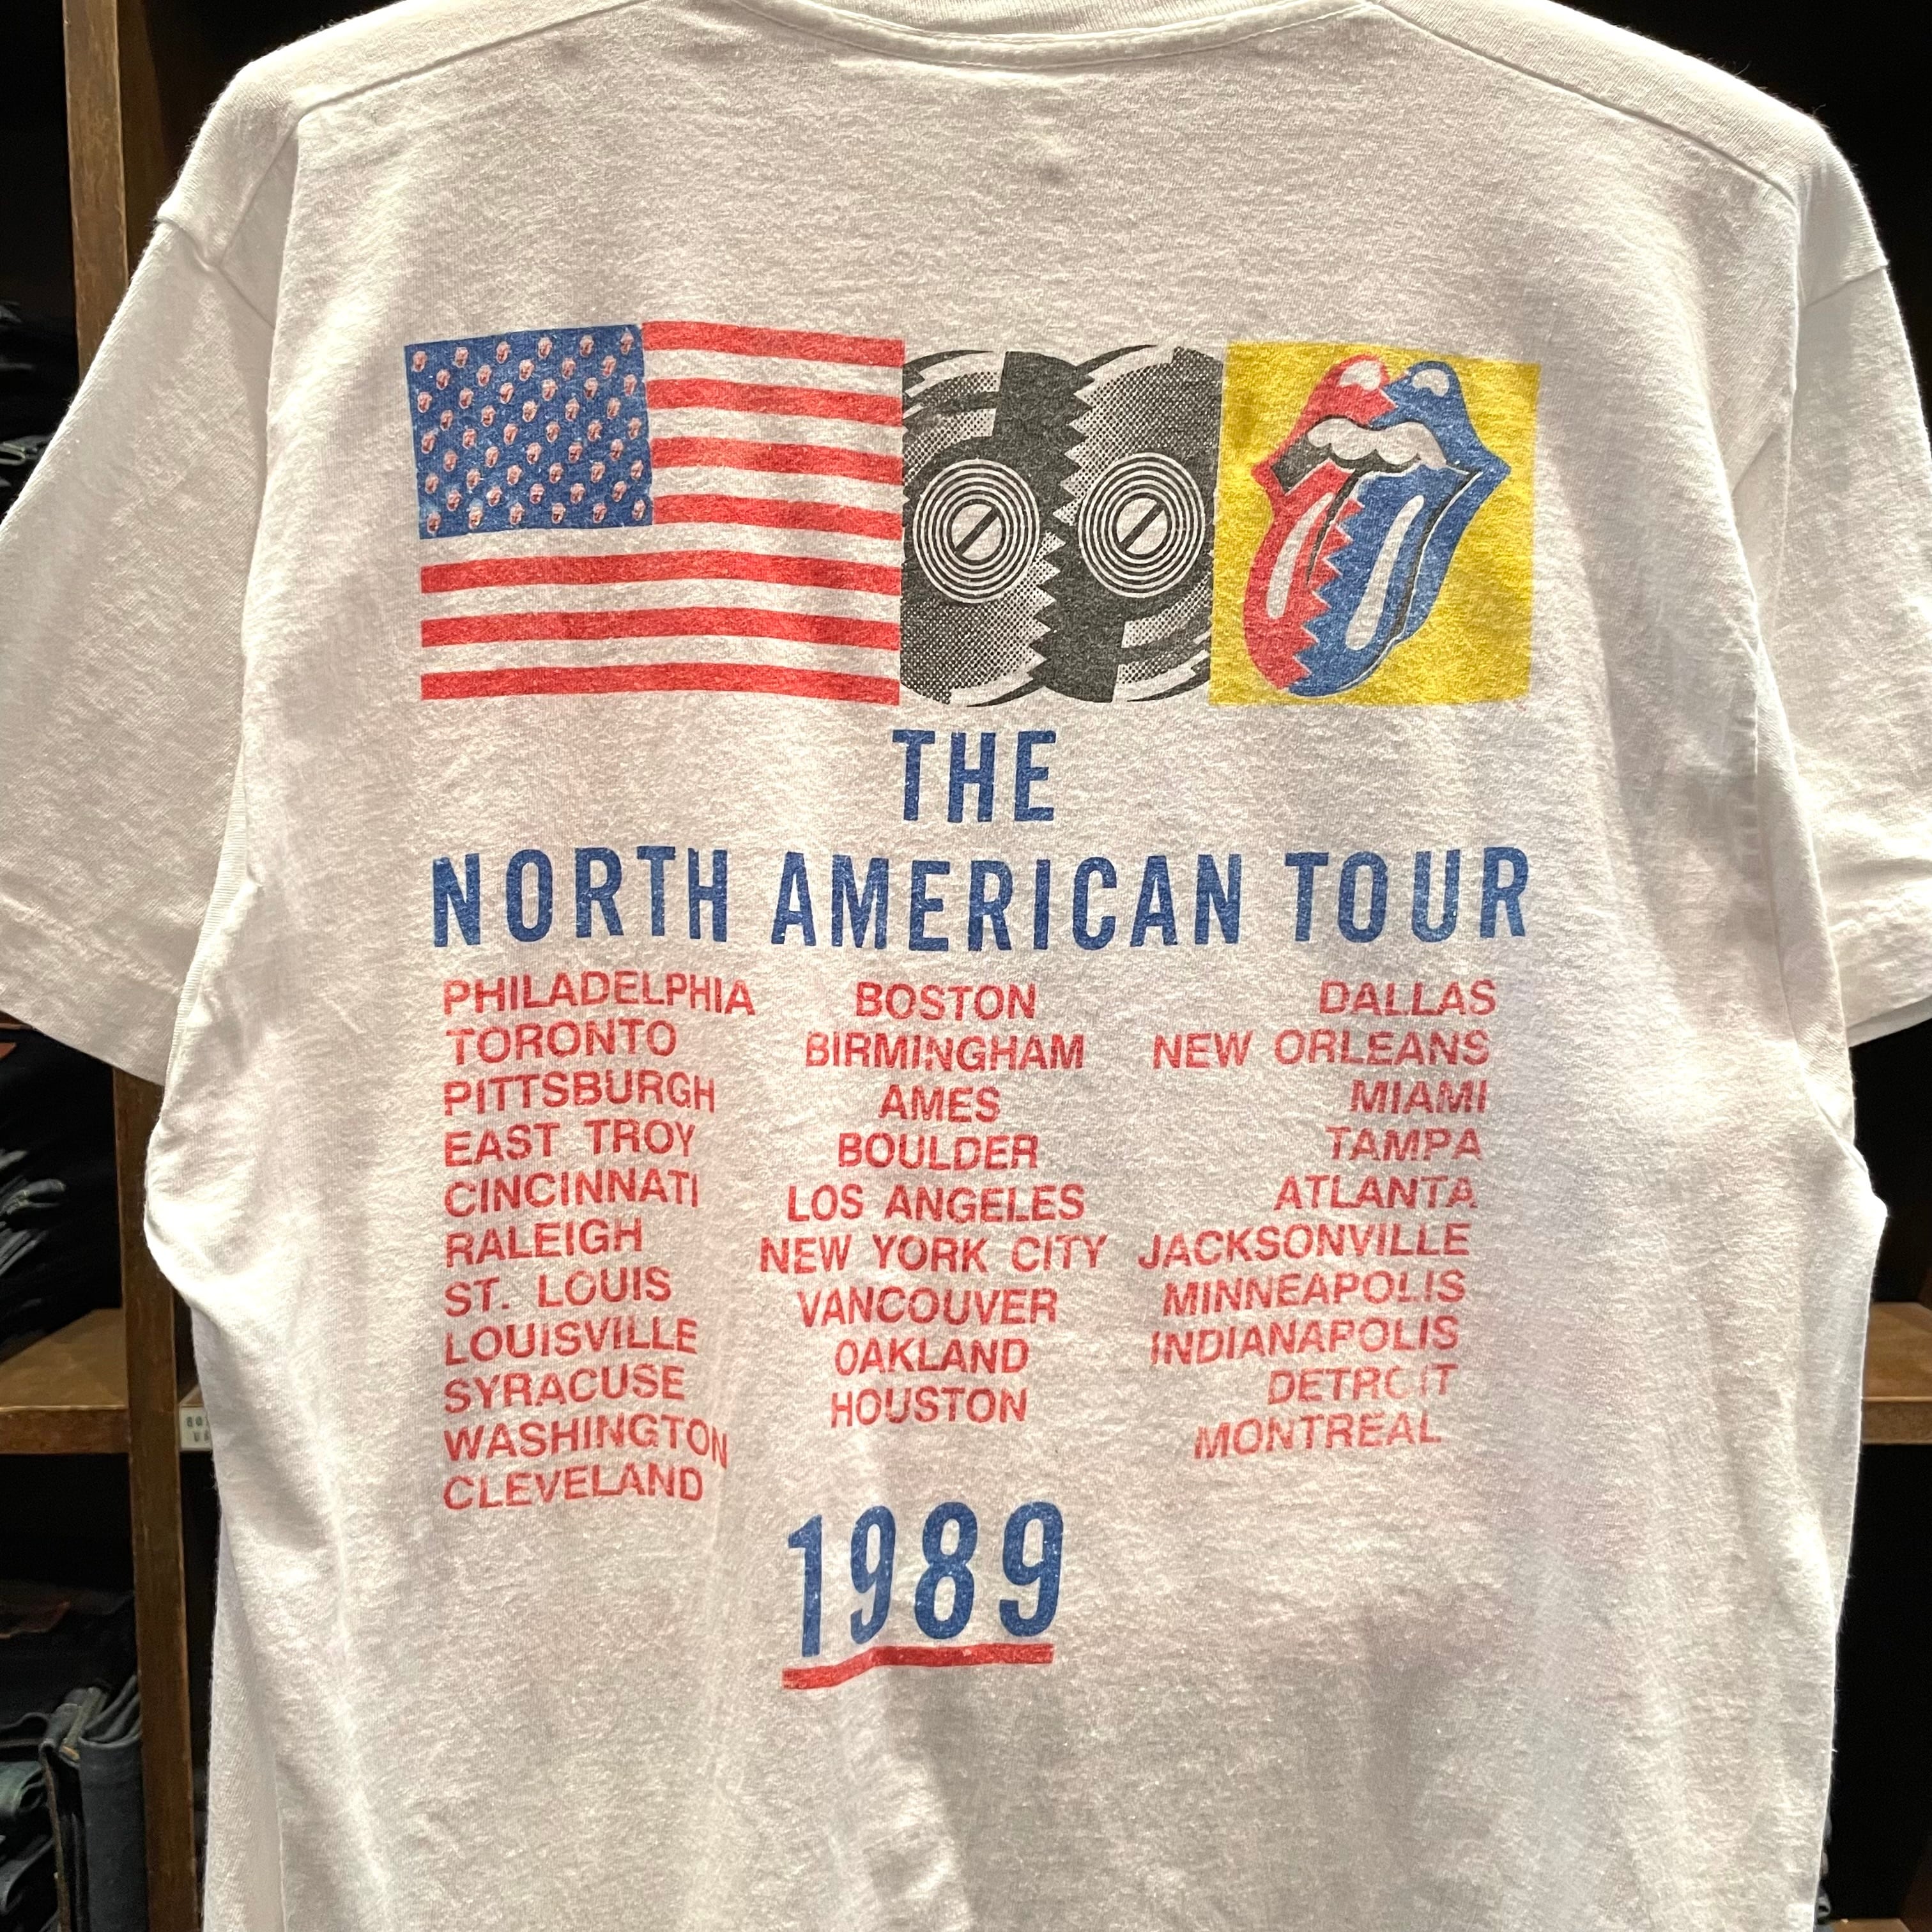 THE
NORTH AMERICAN TOUR
PHILADELPHIA
TORONTO
PITTSBURGH
EAST TROY
CINCINNATI
RALEIGH
ST. LOUIS
LOUISVILLE
SYRACUSE
WASHINGTON
CLEVELAND
BOSTON
BIRMINGHAM
AMES
BOULDER
LOS ANGELES
NEW YORK CITY
VANCOUVER
OAKLAND
HOUSTON
DALLAS
NEW ORLEANS
MIAMI
TAMPA
ATLANTA
JACKSONVILLE
MINNEAPOLIS
INDIANAPOLIS
DETROIT
MONTREAL
1989